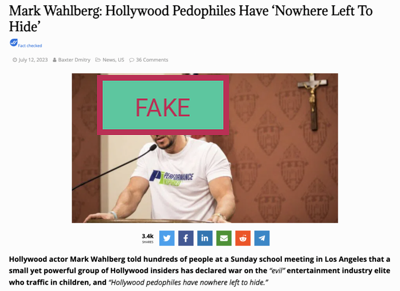 Mark Wahlberg: Hollywood Pedophiles Have ‘Nowhere Left To
Hide’
Fact checked
July 12, 2023 Baxter Dmitry News, US 36 Comments
FAKE
PERFORMANCE
3.4k
SHARES
Hollywood actor Mark Wahlberg told hundreds of people at a Sunday school meeting in Los Angeles that a
small yet powerful group of Hollywood insiders has declared war on the “evil” entertainment industry elite
who traffic in children, and “Hollywood pedophiles have nowhere left to hide.”